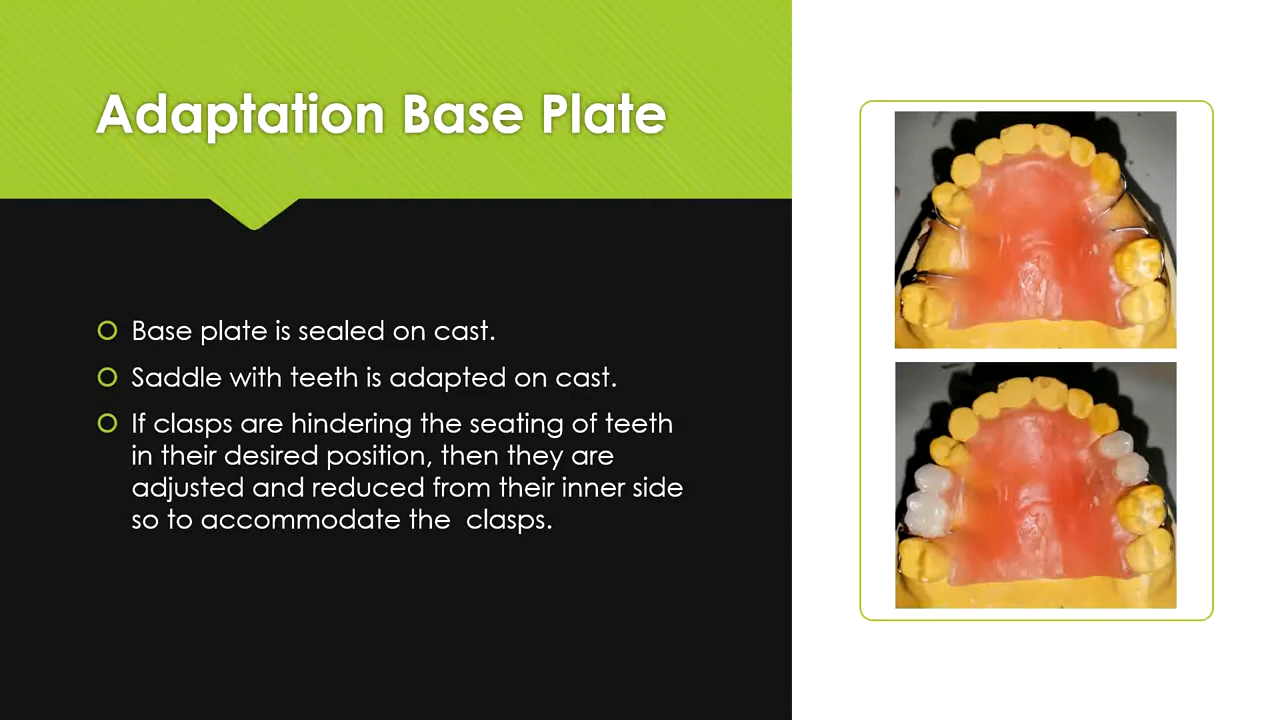 Adaptation Base Plate
Base plate is sealed on cast.
Saddle with teeth is adapted on cast.
If clasps are hindering the seating of teeth
in their desired position, then they are
adjusted and reduced from their inner side
so to accommodate the  clasps.